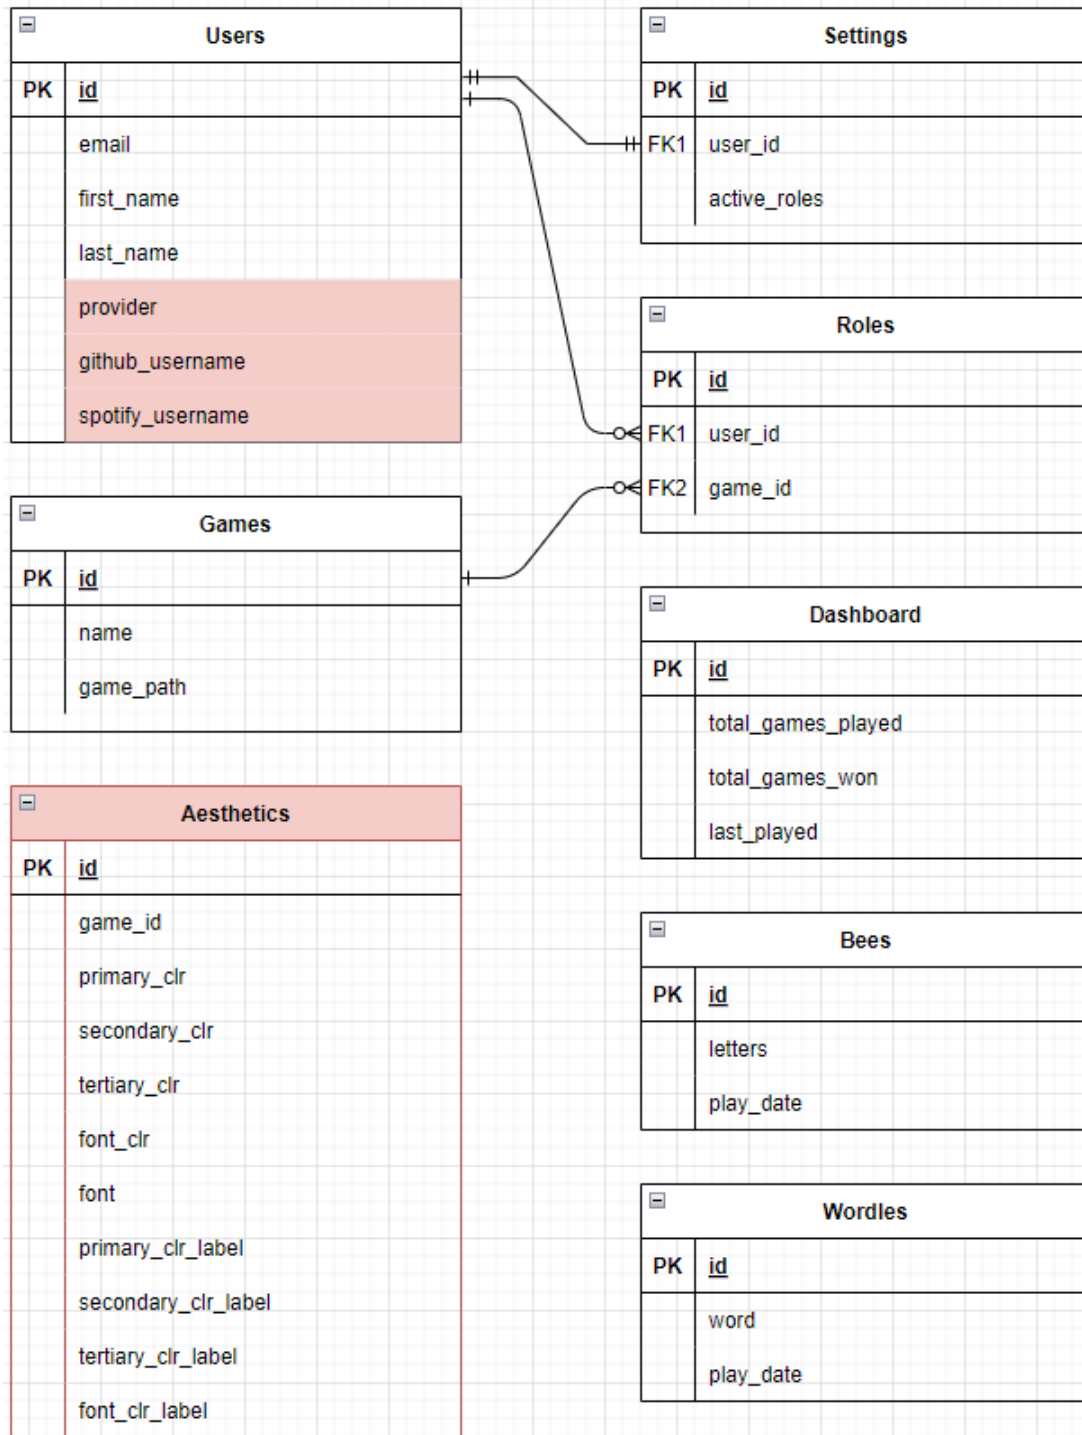 Users
PK id
email
first_name
last_name
provider
github_username
spotify_username
Games
PK id
name
game_path
Aesthetics
PK id
game_id
primary_clr
secondary_clr
tertiary_clr
font_clr
font
primary_clr_label
secondary_clr_label
tertiary_clr_label
font_clr_label
Settings
PK id
FK1 user_id
active_roles
Roles
PK id
FK1 user_id
FK2 game_id
Dashboard
PK id
total_games_played
total_games_won
last_played
Bees
PK id
letters
play_date
Wordles
PK id
word
play_date